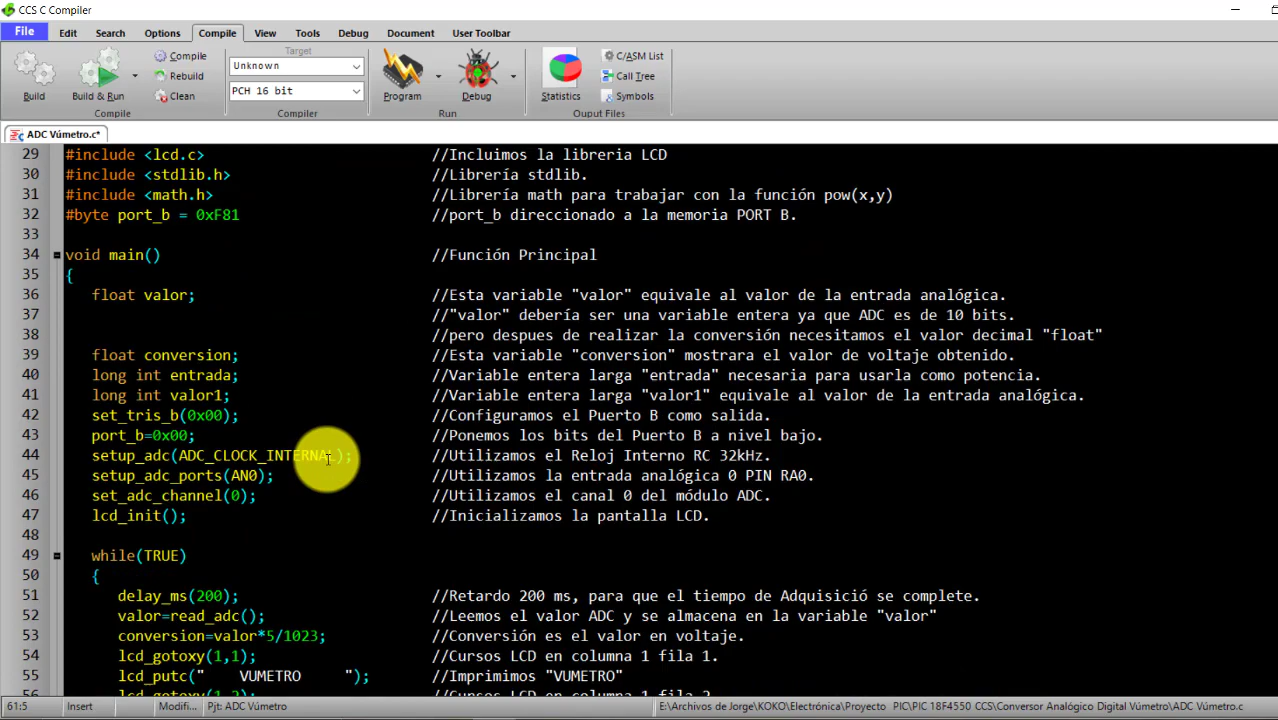 CCS C Compiler
File Edit Search Options Compile View Tools Debug Document User Toolbar
Build
Build & Run
Compile
Rebuild
Clean
Compile
Target
Unknown
PCH 16 bit
Compiler
Program
Debug
Run
Statistics
C/ASM List
Call Tree
Symbols
Ouput Files
ADC Vúmetro.c*
29 #include <lcd.c> //Incluimos la libreria LCD
30 #include <stdlib.h> //Librería stdlib.
31 #include <math.h> //Librería math para trabajar con la función pow(x,y)
32 #byte port_b = 0xF81 //port_b direccionado a la memoria PORT B.
33
34 void main() //Función Principal
35 {
36 float valor; //Esta variable "valor" equivale al valor de la entrada analógica.
37 //"valor" debería ser una variable entera ya que ADC es de 10 bits.
38 //pero despues de realizar la conversión necesitamos el valor decimal "float"
39 float conversion; //Esta variable "conversion" mostrara el valor de voltaje obtenido.
40 long int entrada; //Variable entera larga "entrada" necesaria para usarla como potencia.
41 long int valor1; //Variable entera larga "valor1" equivale al valor de la entrada analógica.
42 set_tris_b(0x00); //Configuramos el Puerto B como salida.
43 port_b=0x00; //Ponemos los bits del Puerto B a nivel bajo.
44 setup_adc(ADC_CLOCK_INTERNAL); //Utilizamos el Reloj Interno RC 32kHz.
45 setup_adc_ports(AN0); //Utilizamos la entrada analógica 0 PIN RA0.
46 set_adc_channel(0); //Utilizamos el canal 0 del módulo ADC.
47 lcd_init(); //Inicializamos la pantalla LCD.
48
49 while(TRUE)
50 {
51 delay_ms(200); //Retardo 200 ms, para que el tiempo de Adquisició se complete.
52 valor=read_adc(); //Leemos el valor ADC y se almacena en la variable "valor"
53 conversion=valor*5/1023; //Conversión es el valor en voltaje.
54 lcd_gotoxy(1,1); //Cursos LCD en columna 1 fila 1.
55 lcd_putc("    VUMETRO     "); //Imprimimos "VUMETRO"
56 lcd_gotoxy(1,2); //Cursos LCD en columna 1 fila 2.
61:5 Insert Modifi... Pjt: ADC Vúmetro E:\Archivos de Jorge\KOKO\Electrónica\Proyecto PIC\PIC 18F4550 CCS\Conversor Analógico Digital Vúmetro\ADC Vúmetro.c